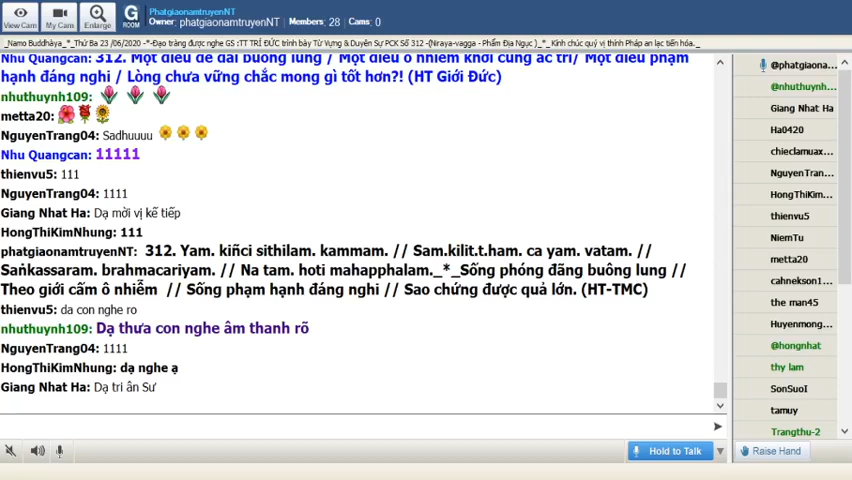 View Cam
My Cam
Enlarge
G
ROOM
PhatgiaonamtruyenNT
Owner: phatgiaonamtruyenNT
Members: 28
Cams: 0
_Namo Buddhàya_*_Thứ Ba 23 /06/2020 -*-Đạo tràng được nghe GS :TT TRÍ ĐỨC trình bày Từ Vựng &Duyên Sự PCK Số 312 -(Niraya-vagga - Phẩm Địa Ngục )_*_ Kính chúc quý vị thính Pháp an lạc tiến hóa._
Nhu Quangcan: 312. Một điều dể dãi buông lung / Một điều ô nhiễm khởi cùng ác tri/ Một điều phạm
hạnh đáng nghi / Lòng chưa vững chắc mong gì tốt hơn?! (HT Giới Đức)
nhuthuynh109:
metta20:
NguyenTrang04: Sadhuuuu
Nhu Quangcan: 11111
thienvu5: 111
NguyenTrang04: 1111
Giang Nhat Ha: Dạ mời vị kế tiếp
HongThiKimNhung: 111
phatgiaonamtruyenNT: 312. Yam. kiñci sithilam. kammam. // Sam.kilit.t.ham. ca yam. vatam. //
Saṅkassaram. brahmacariyam. // Na tam. hoti mahapphalam._*_Sống phóng đãng buông lung //
Theo giới cấm ô nhiễm // Sống phạm hạnh đáng nghi // Sao chứng được quả lớn. (HT-TMC)
thienvu5: da con nghe ro
nhuthuynh109: Dạ thưa con nghe âm thanh rõ
NguyenTrang04: 1111
HongThiKimNhung: dạ nghe ạ
Giang Nhat Ha: Dạ tri ân Sư
@phatgiaona...
@nhuthuynh...
Giang Nhat Ha
Ha0420
chieclamuax...
NguyenTran...
HongThiKim...
thienvu5
NiemTu
metta20
cahnekson1...
the man45
Huyenmong...
@hongnhat
thy lam
SonSuoI
tamuy
Trangthu-2
Hold to Talk
Raise Hand